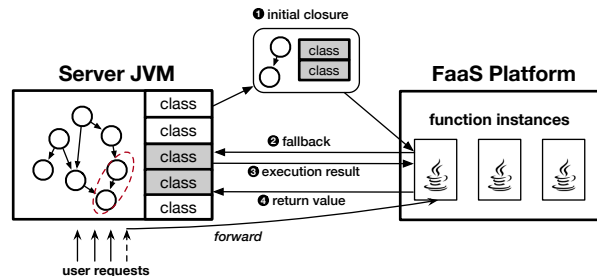 ❶ initial closure
class
class
Server JVM
FaaS Platform
class
class
class
class
class
function instances
❷ fallback
❸ execution result
❹ return value
forward
user requests